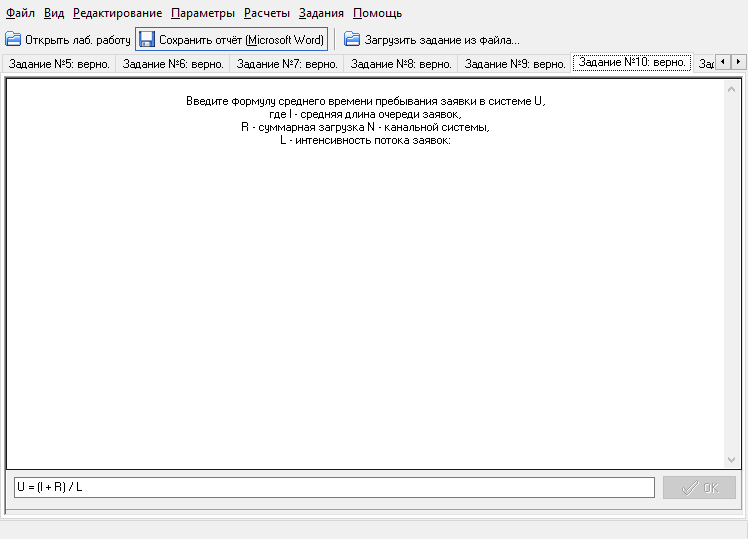 Файл Вид Редактирование Параметры Расчеты Задания Помощь
Открыть лаб. работу Сохранить отчёт (Microsoft Word) Загрузить задание из файла...
Задание №5: верно. Задание №6: верно. Задание №7: верно. Задание №8: верно. Задание №9: верно. Задание №10: верно.
Введите формулу среднего времени пребывания заявки в системе U,
где l - средняя длина очереди заявок,
R - суммарная загрузка N - канальной системы,
L - интенсивность потока заявок:
U = (l + R) / L
OK